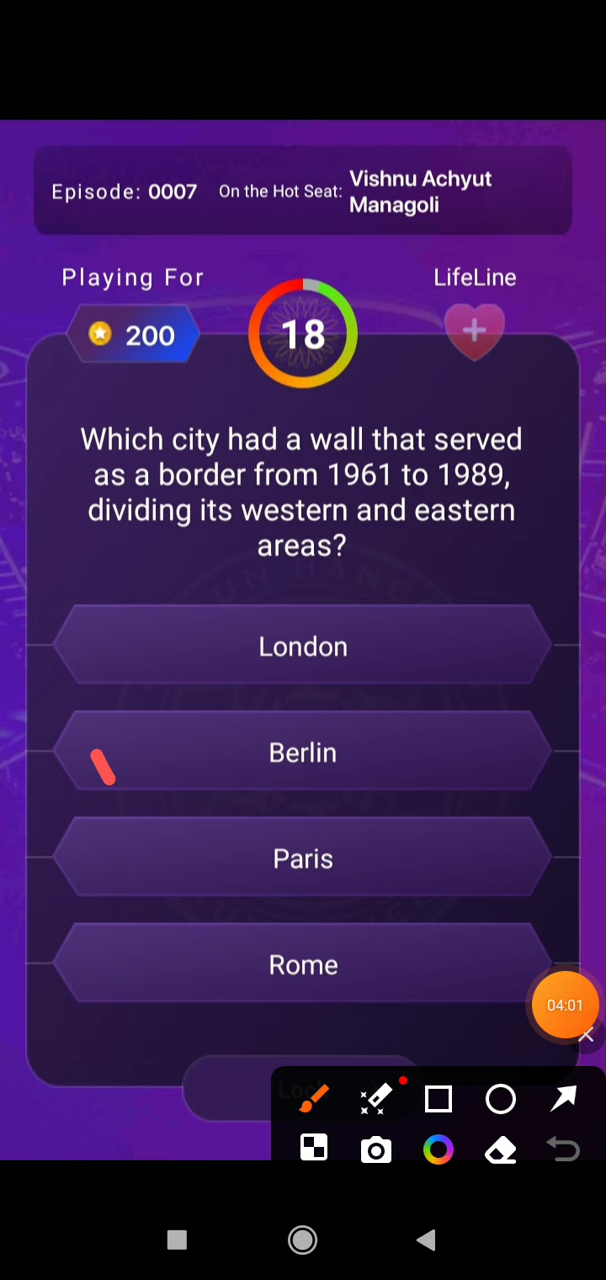 Episode: 0007 On the Hot Seat: Vishnu Achyut
Managoli
Playing For
LifeLine
200
18
Which city had a wall that served
as a border from 1961 to 1989,
dividing its western and eastern
areas?
London
Berlin
Paris
Rome
04:01